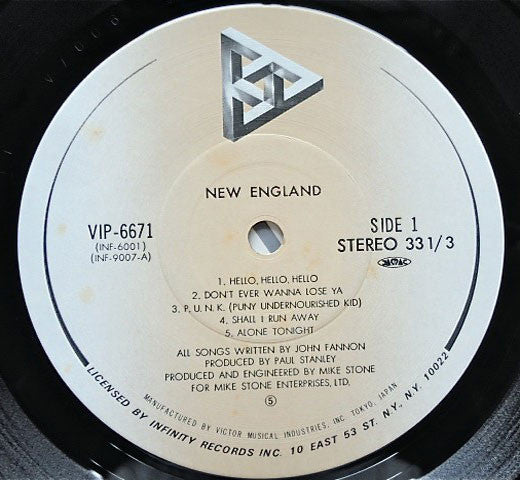 NEW ENGLAND
VIP-6671
(INF-6001)
(INF-9007-A)
SIDE 1
STEREO 33 1/3
1. HELLO, HELLO, HELLO
2. DON'T EVER WANNA LOSE YA
3. P. U. N. K. (PUNY UNDERNOURISHED KID)
4. SHALL I RUN AWAY
5. ALONE TONIGHT
ALL SONGS WRITTEN BY JOHN FANNON
PRODUCED BY PAUL STANLEY
PRODUCED AND ENGINEERED BY MIKE STONE
FOR MIKE STONE ENTERPRISES, LTD.
⑤
MANUFACTURED BY VICTOR MUSICAL INDUSTRIES, INC. TOKYO, JAPAN
LICENSED BY INFINITY RECORDS INC. 10 EAST 53 ST. N.Y, NY. 10022